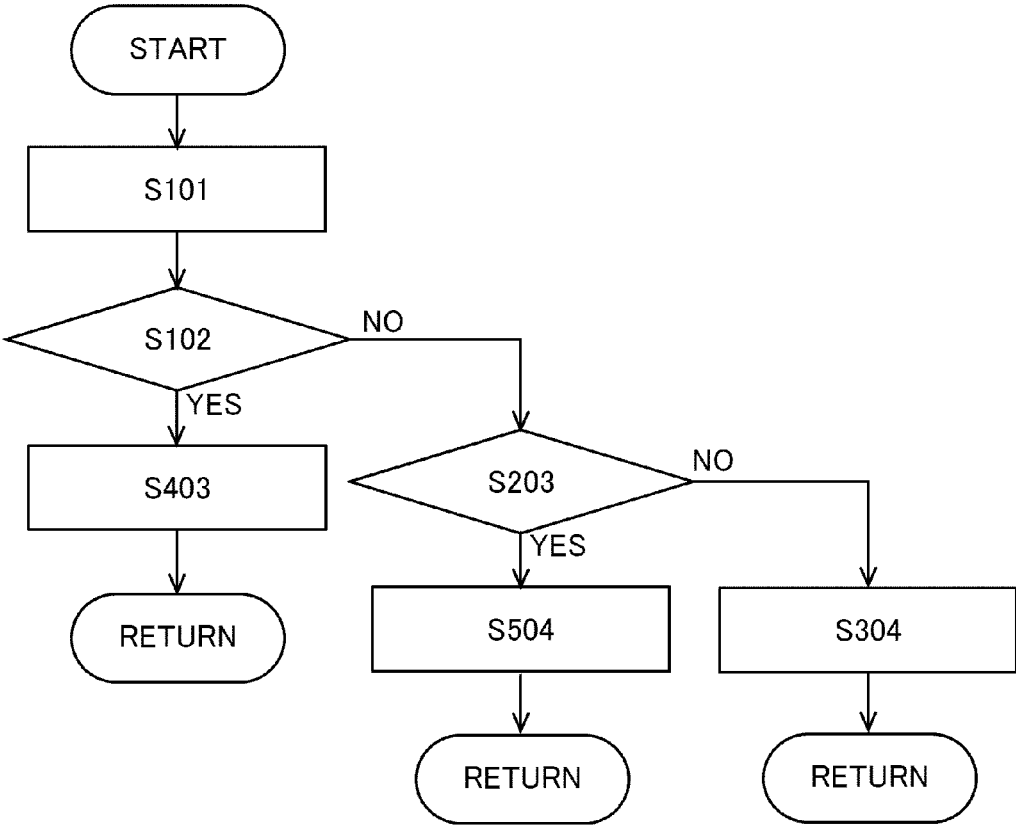 START
S101
S102
NO
YES
S403
S203
NO
YES
RETURN
S504
S304
RETURN
RETURN